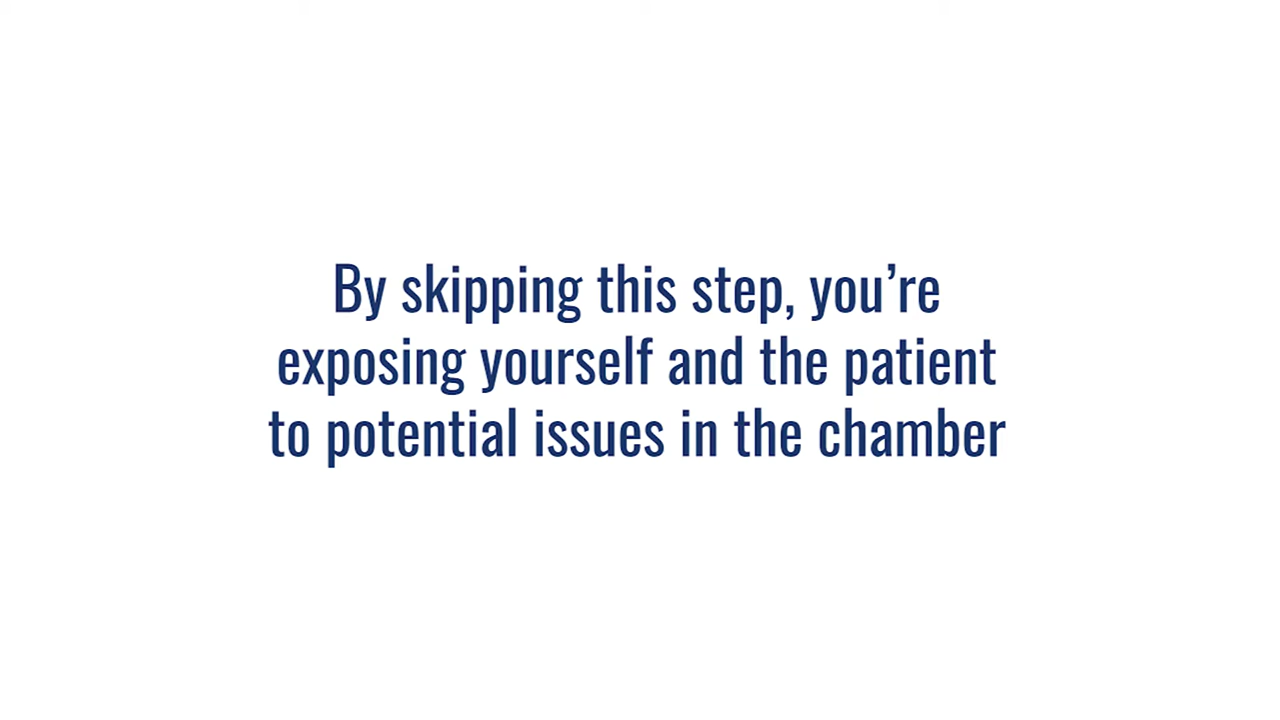 By skipping this step, you’re
exposing yourself and the patient
to potential issues in the chamber